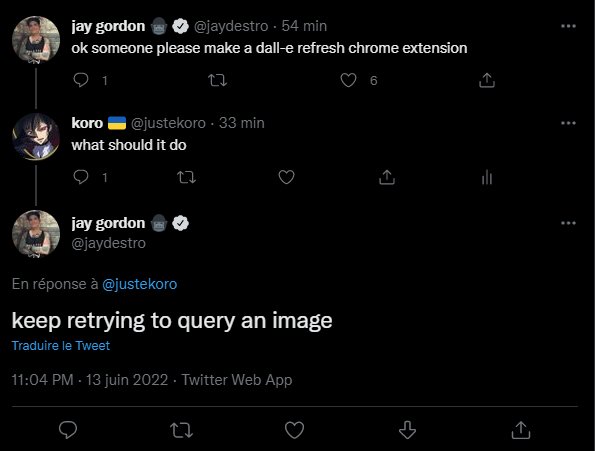 jay gordon @jaydestro · 54 min
ok someone please make a dall-e refresh chrome extension
1 6
koro @justekoro · 33 min
what should it do
1
jay gordon
@jaydestro
En réponse à @justekoro
keep retrying to query an image
Traduire le Tweet
11:04 PM · 13 juin 2022 · Twitter Web App